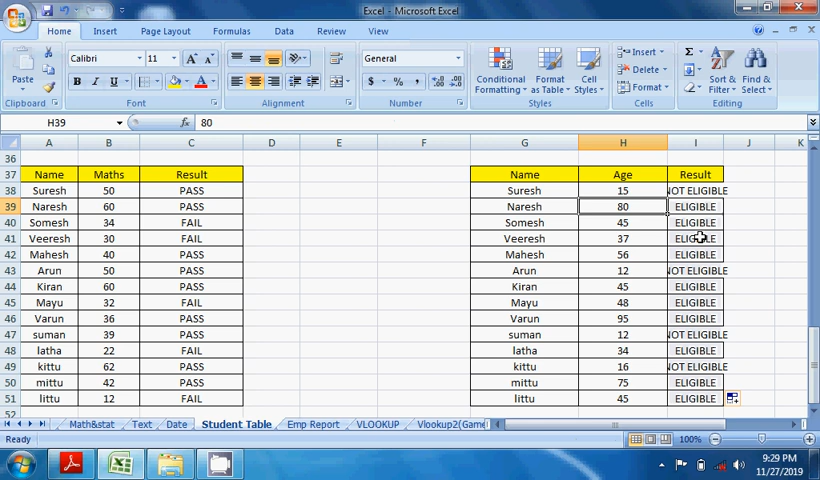 Excel - Microsoft Excel
Home Insert Page Layout Formulas Data Review View
Paste
Clipboard
Calibri 11
B I U
Font
Alignment
General
$ % ,
Number
Conditional Formatting
Format as Table
Cell Styles
Styles
Insert
Delete
Format
Cells
Sort & Filter
Find & Select
Editing
H39 fx 80
A B C D E F G H I J K
36
37 Name Maths Result Name Age Result
38 Suresh 50 PASS Suresh 15 NOT ELIGIBLE
39 Naresh 60 PASS Naresh 80 ELIGIBLE
40 Somesh 34 FAIL Somesh 45 ELIGIBLE
41 Veeresh 30 FAIL Veeresh 37 ELIGIBLE
42 Mahesh 40 PASS Mahesh 56 ELIGIBLE
43 Arun 50 PASS Arun 12 NOT ELIGIBLE
44 Kiran 60 PASS Kiran 45 ELIGIBLE
45 Mayu 32 FAIL Mayu 48 ELIGIBLE
46 Varun 36 PASS Varun 95 ELIGIBLE
47 suman 39 PASS suman 12 NOT ELIGIBLE
48 latha 22 FAIL latha 34 ELIGIBLE
49 kittu 62 PASS kittu 16 NOT ELIGIBLE
50 mittu 42 PASS mittu 75 ELIGIBLE
51 littu 12 FAIL littu 45 ELIGIBLE
52
Math&stat Text Date Student Table Emp Report VLOOKUP Vlookup2(Game
Ready 100%
9:29 PM
11/27/2019